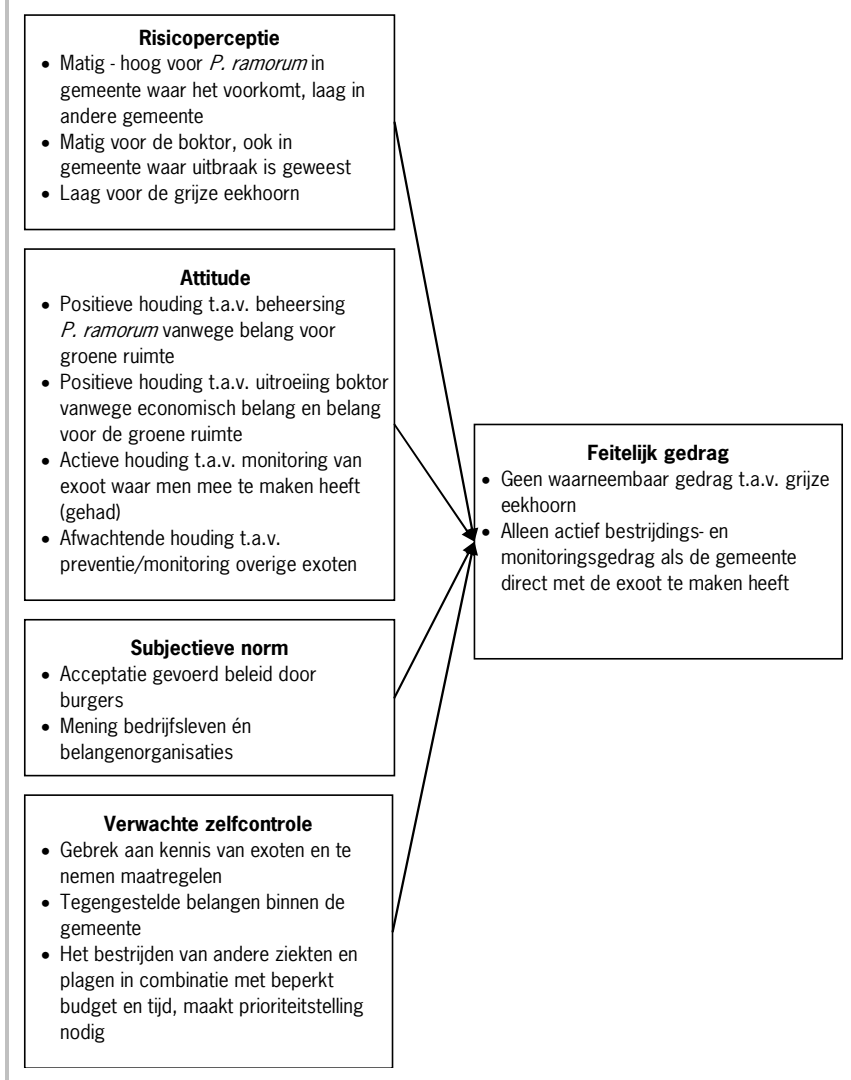 Risicoperceptie
• Matig - hoog voor P. ramorum in
gemeente waar het voorkomt, laag in
andere gemeente
• Matig voor de boktor, ook in
gemeente waar uitbraak is geweest
• Laag voor de grijze eekhoorn
Attitude
• Positieve houding t.a.v. beheersing
P. ramorum vanwege belang voor
groene ruimte
• Positieve houding t.a.v. uitroeiing boktor
vanwege economisch belang en belang
voor de groene ruimte
• Actieve houding t.a.v. monitoring van
exoot waar men mee te maken heeft
(gehad)
• Afwachtende houding t.a.v.
preventie/monitoring overige exoten
Subjectieve norm
• Acceptatie gevoerd beleid door
burgers
• Mening bedrijfsleven én
belangenorganisaties
Verwachte zelfcontrole
• Gebrek aan kennis van exoten en te
nemen maatregelen
• Tegengestelde belangen binnen de
gemeente
• Het bestrijden van andere ziekten en
plagen in combinatie met beperkt
budget en tijd, maakt prioriteitstelling
nodig
Feitelijk gedrag
• Geen waarneembaar gedrag t.a.v. grijze
eekhoorn
• Alleen actief bestrijdings- en
monitoringsgedrag als de gemeente
direct met de exoot te maken heeft